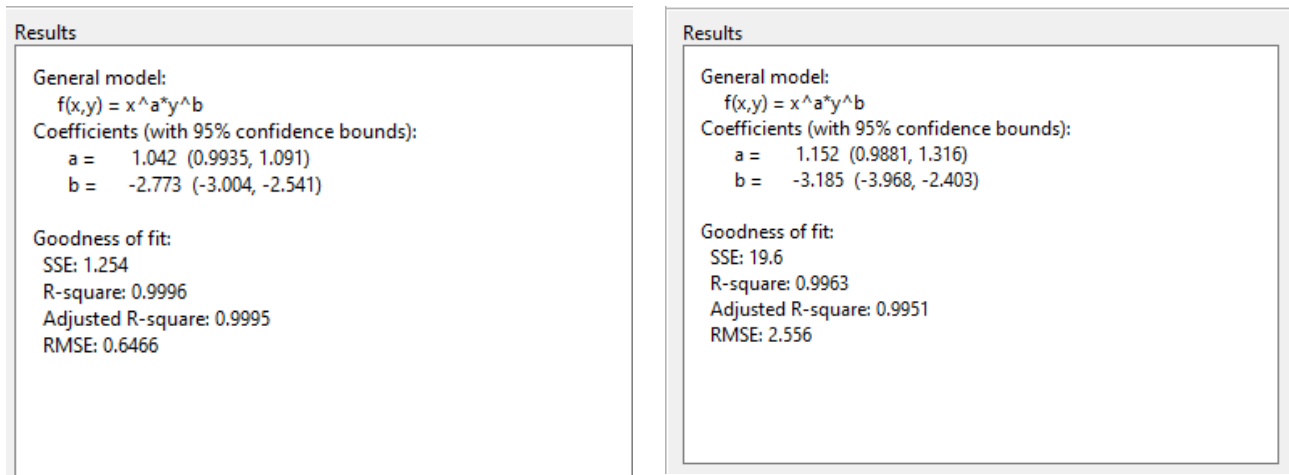 Results
General model:
f(x,y) = x^a*y^b
Coefficients (with 95% confidence bounds):
a = 1.042 (0.9935, 1.091)
b = -2.773 (-3.004, -2.541)
Goodness of fit:
SSE: 1.254
R-square: 0.9996
Adjusted R-square: 0.9995
RMSE: 0.6466
Results
General model:
f(x,y) = x^a*y^b
Coefficients (with 95% confidence bounds):
a = 1.152 (0.9881, 1.316)
b = -3.185 (-3.968, -2.403)
Goodness of fit:
SSE: 19.6
R-square: 0.9963
Adjusted R-square: 0.9951
RMSE: 2.556